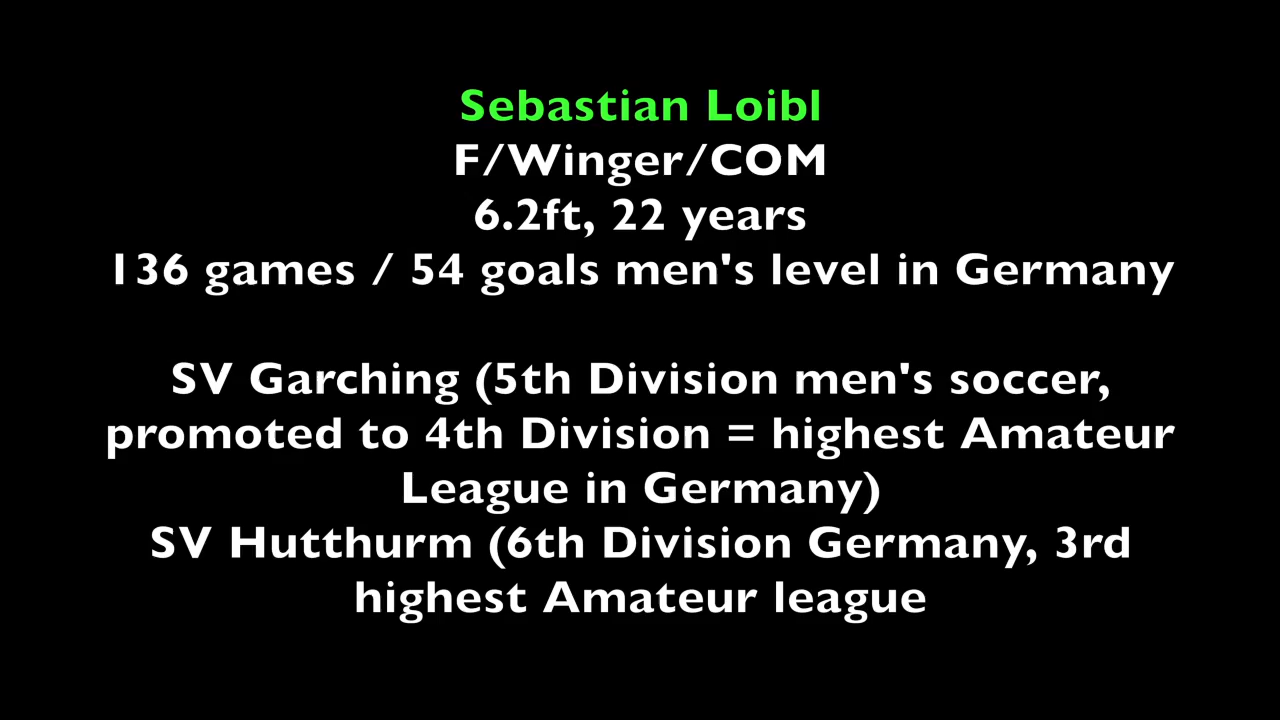 Sebastian Loibl
F/Winger/COM
6.2ft, 22 years
136 games / 54 goals men's level in Germany
SV Garching (5th Division men's soccer,
promoted to 4th Division = highest Amateur
League in Germany)
SV Hutthurm (6th Division Germany, 3rd
highest Amateur league